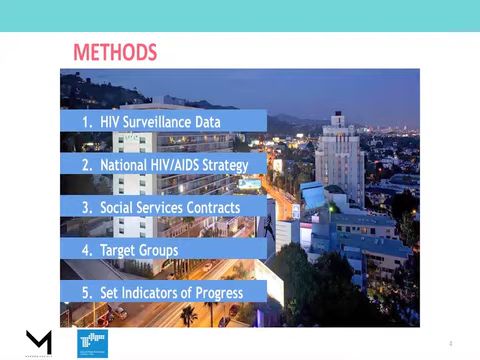 METHODS
1. HIV Surveillance Data
2. National HIV/AIDS Strategy
3. Social Services Contracts
4. Target Groups
5. Set Indicators of Progress
M
4